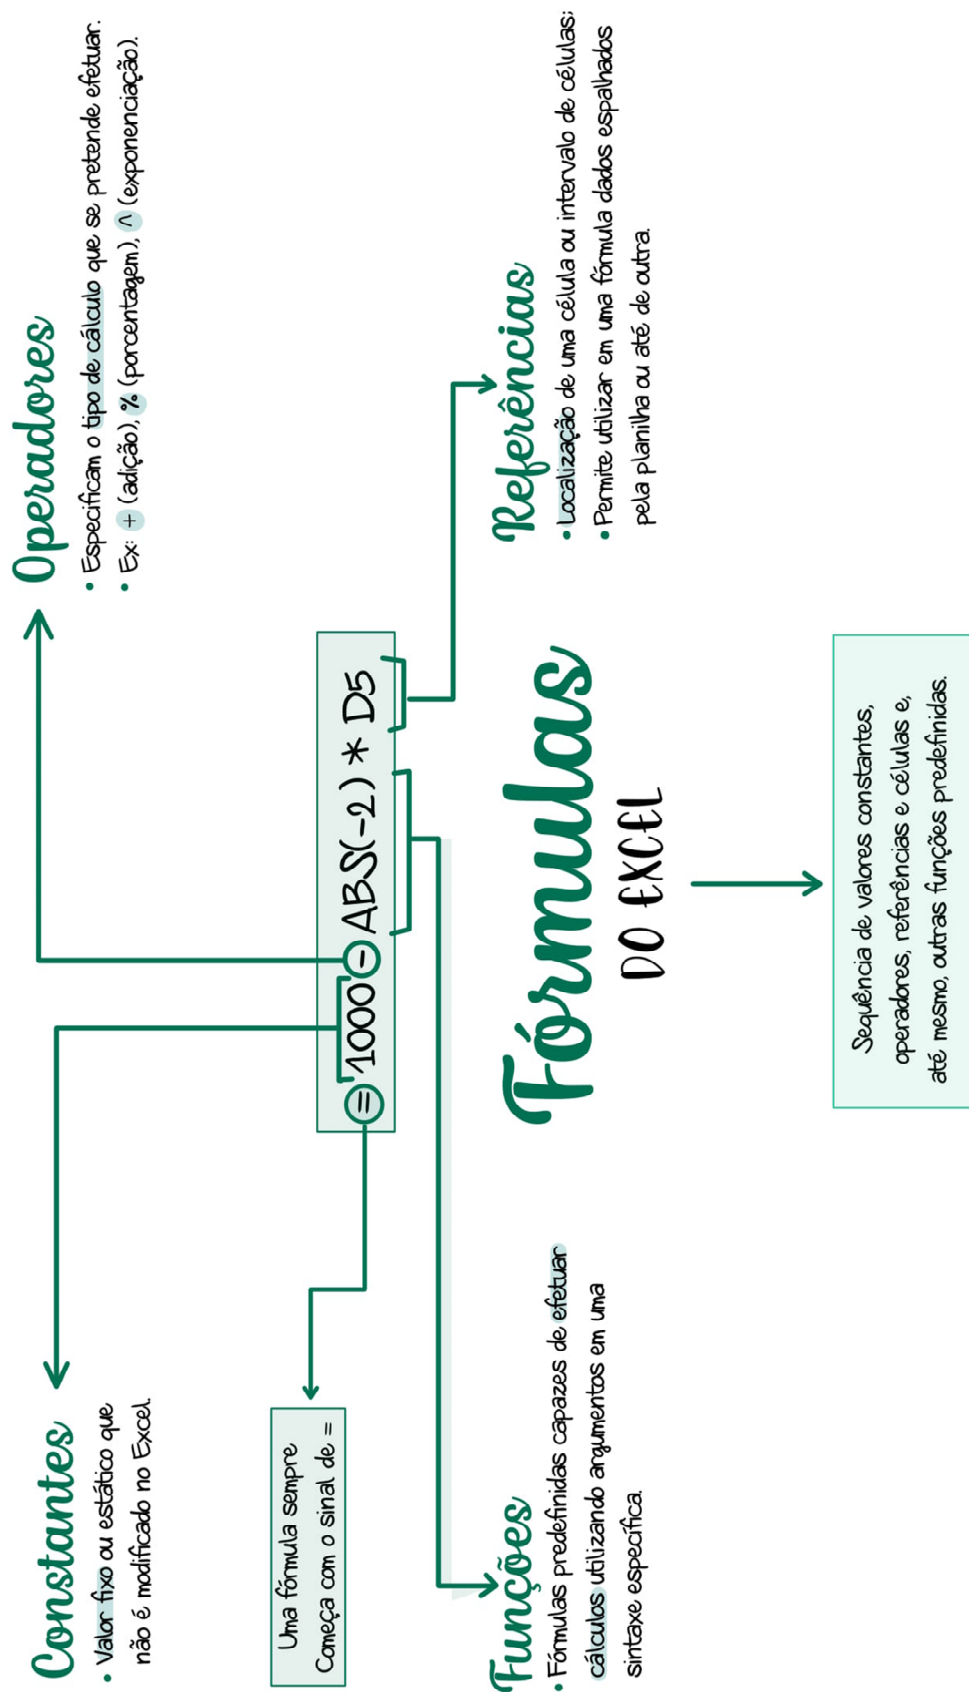 Constantes
• Valor fixo ou estático que
não é modificado no Excel.
Operadores
• Especificam o tipo de cálculo que se pretende efetuar.
• Ex: + (adição), % (porcentagem), ^ (exponenciação).
Uma fórmula sempre
Começa com o sinal de =
= 1000 - ABS(-2) * D5
Funções
• Fórmulas predefinidas capazes de efetuar
cálculos utilizando argumentos em uma
sintaxe específica.
Fórmulas
DO EXCEL
Referências
• Localização de uma célula ou intervalo de células;
• Permite utilizar em uma fórmula dados espalhados
pela planilha ou até de outra.
Sequência de valores constantes,
operadores, referências e células e,
até mesmo, outras funções predefinidas.